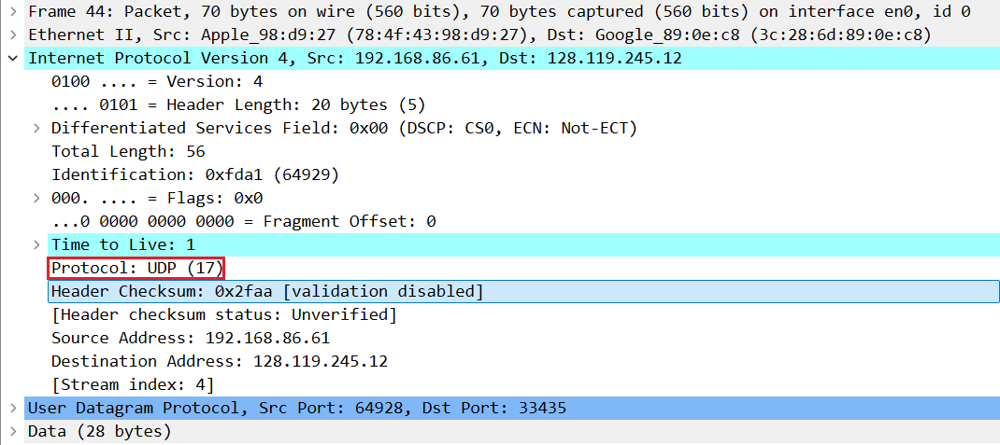 Frame 44: Packet, 70 bytes on wire (560 bits), 70 bytes captured (560 bits) on interface en0, id 0
Ethernet II, Src: Apple_98:d9:27 (78:4f:43:98:d9:27), Dst: Google_89:0e:c8 (3c:28:6d:89:0e:c8)
Internet Protocol Version 4, Src: 192.168.86.61, Dst: 128.119.245.12
0100 .... = Version: 4
.... 0101 = Header Length: 20 bytes (5)
Differentiated Services Field: 0x00 (DSCP: CS0, ECN: Not-ECT)
Total Length: 56
Identification: 0xfda1 (64929)
000. .... = Flags: 0x0
...0 0000 0000 0000 = Fragment Offset: 0
Time to Live: 1
Protocol: UDP (17)
Header Checksum: 0x2faa [validation disabled]
[Header checksum status: Unverified]
Source Address: 192.168.86.61
Destination Address: 128.119.245.12
[Stream index: 4]
User Datagram Protocol, Src Port: 64928, Dst Port: 33435
Data (28 bytes)